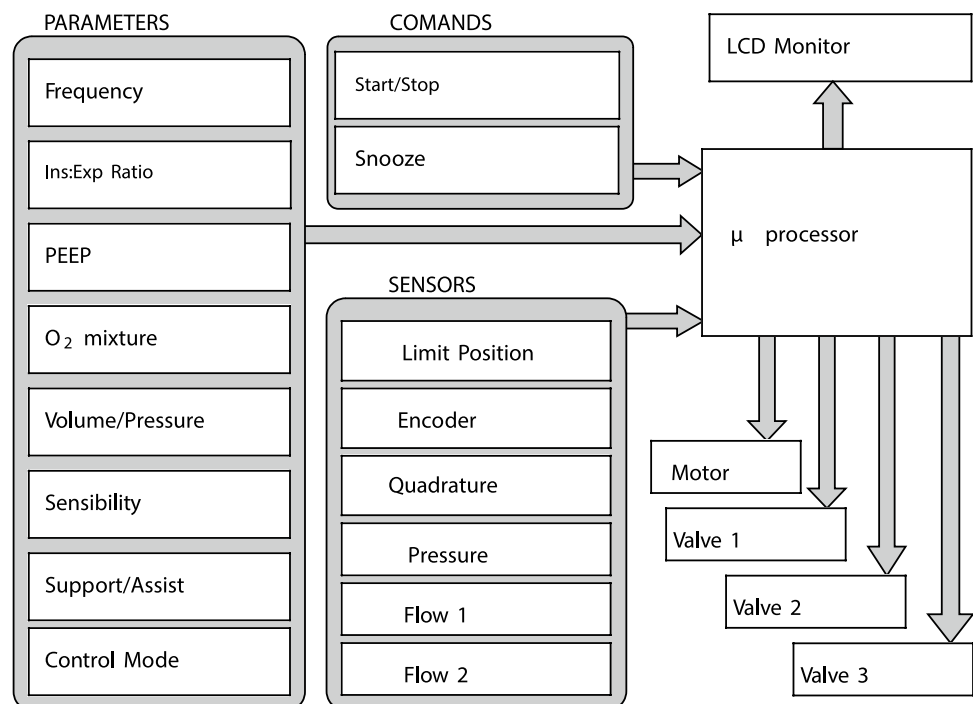 PARAMETERS
Frequency
Ins:Exp Ratio
PEEP
O₂ mixture
Volume/Pressure
Sensibility
Support/Assist
Control Mode
COMANDS
Start/Stop
Snooze
SENSORS
Limit Position
Encoder
Quadrature
Pressure
Flow 1
Flow 2
LCD Monitor
µ processor
Motor
Valve 1
Valve 2
Valve 3